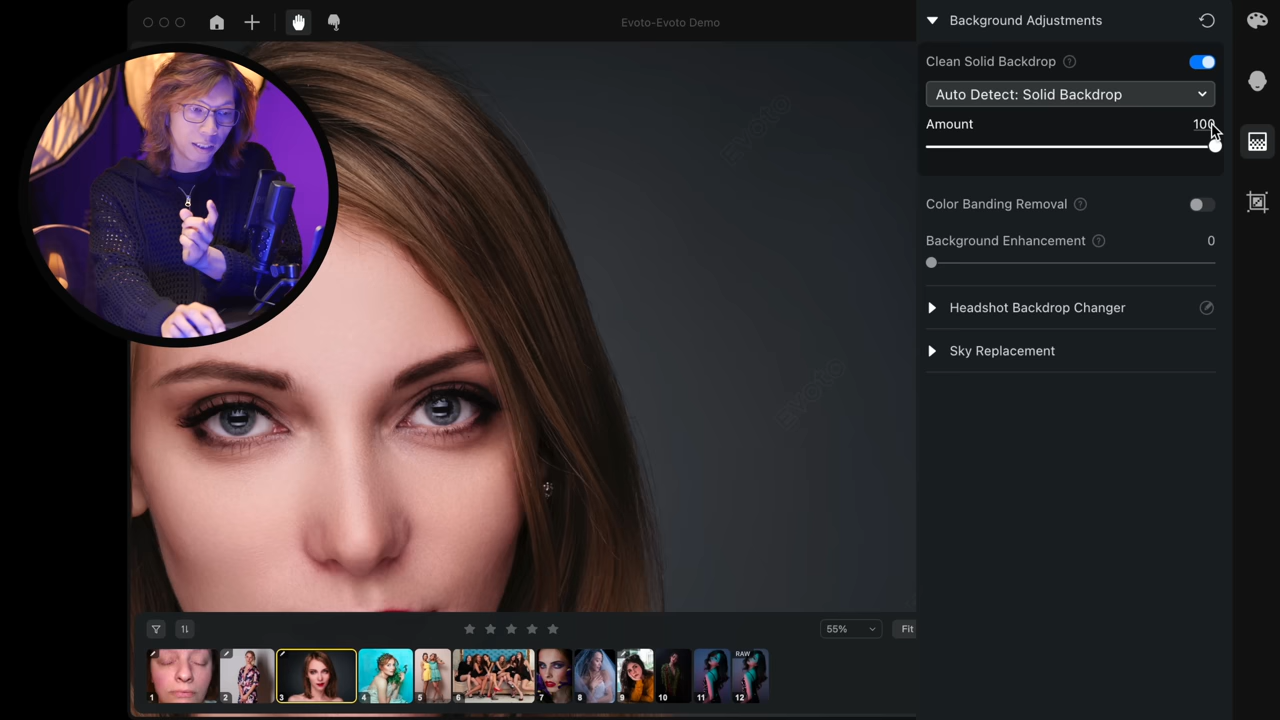 Evoto-Evoto Demo
Background Adjustments
Clean Solid Backdrop ?
Auto Detect: Solid Backdrop
Amount 100
Color Banding Removal ?
Background Enhancement ? 0
Headshot Backdrop Changer
Sky Replacement
EVOTO
EVOTO
55% Fit
RAW
1 2 3 4 5 6 7 8 9 10 11 12